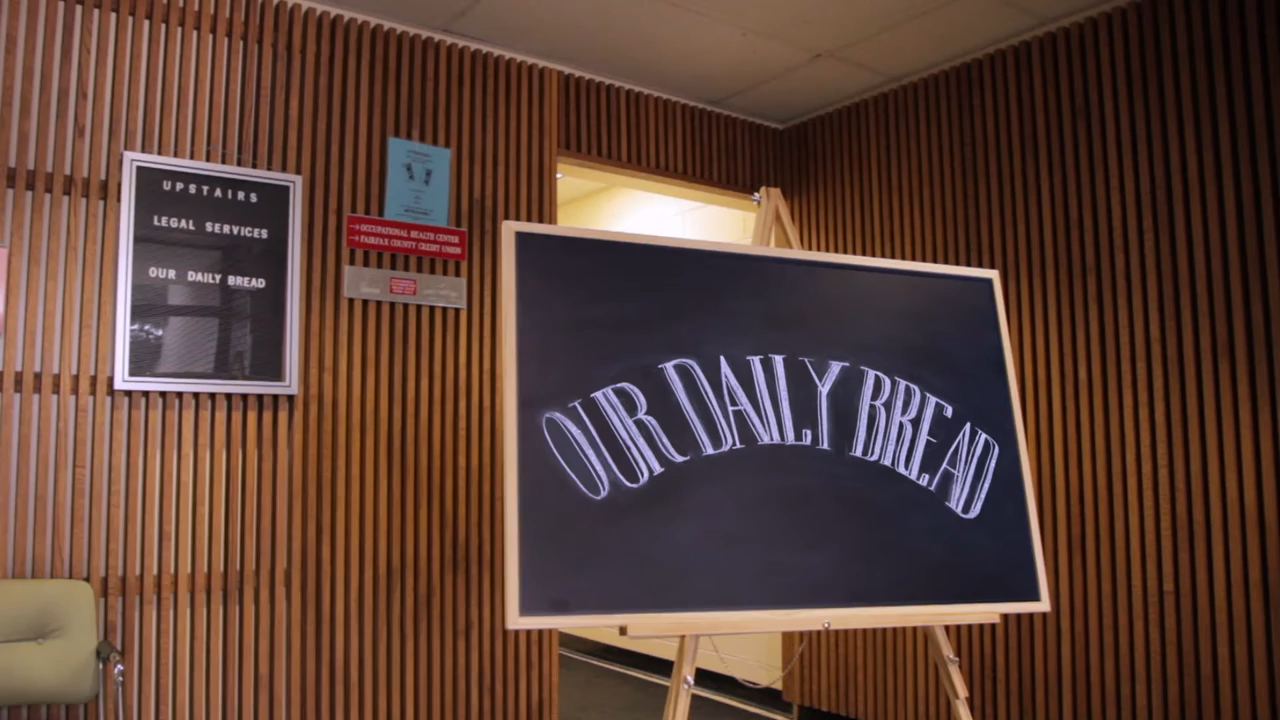 UPSTAIRS
LEGAL SERVICES
OUR DAILY BREAD
→OCCUPATIONAL HEALTH CENTER
→FAIRFAX COUNTY CREDIT UNION
OUR DAILY BREAD